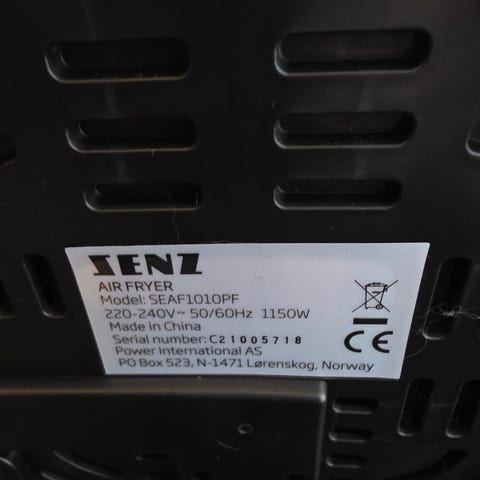 SENZ
AIR FRYER
Model: SEAF1010PF
220-240V~ 50/60Hz 1150W
Made in China
Serial number: C21005718
Power International AS
PO Box 523, N-1471 Lørenskog, Norway
CE